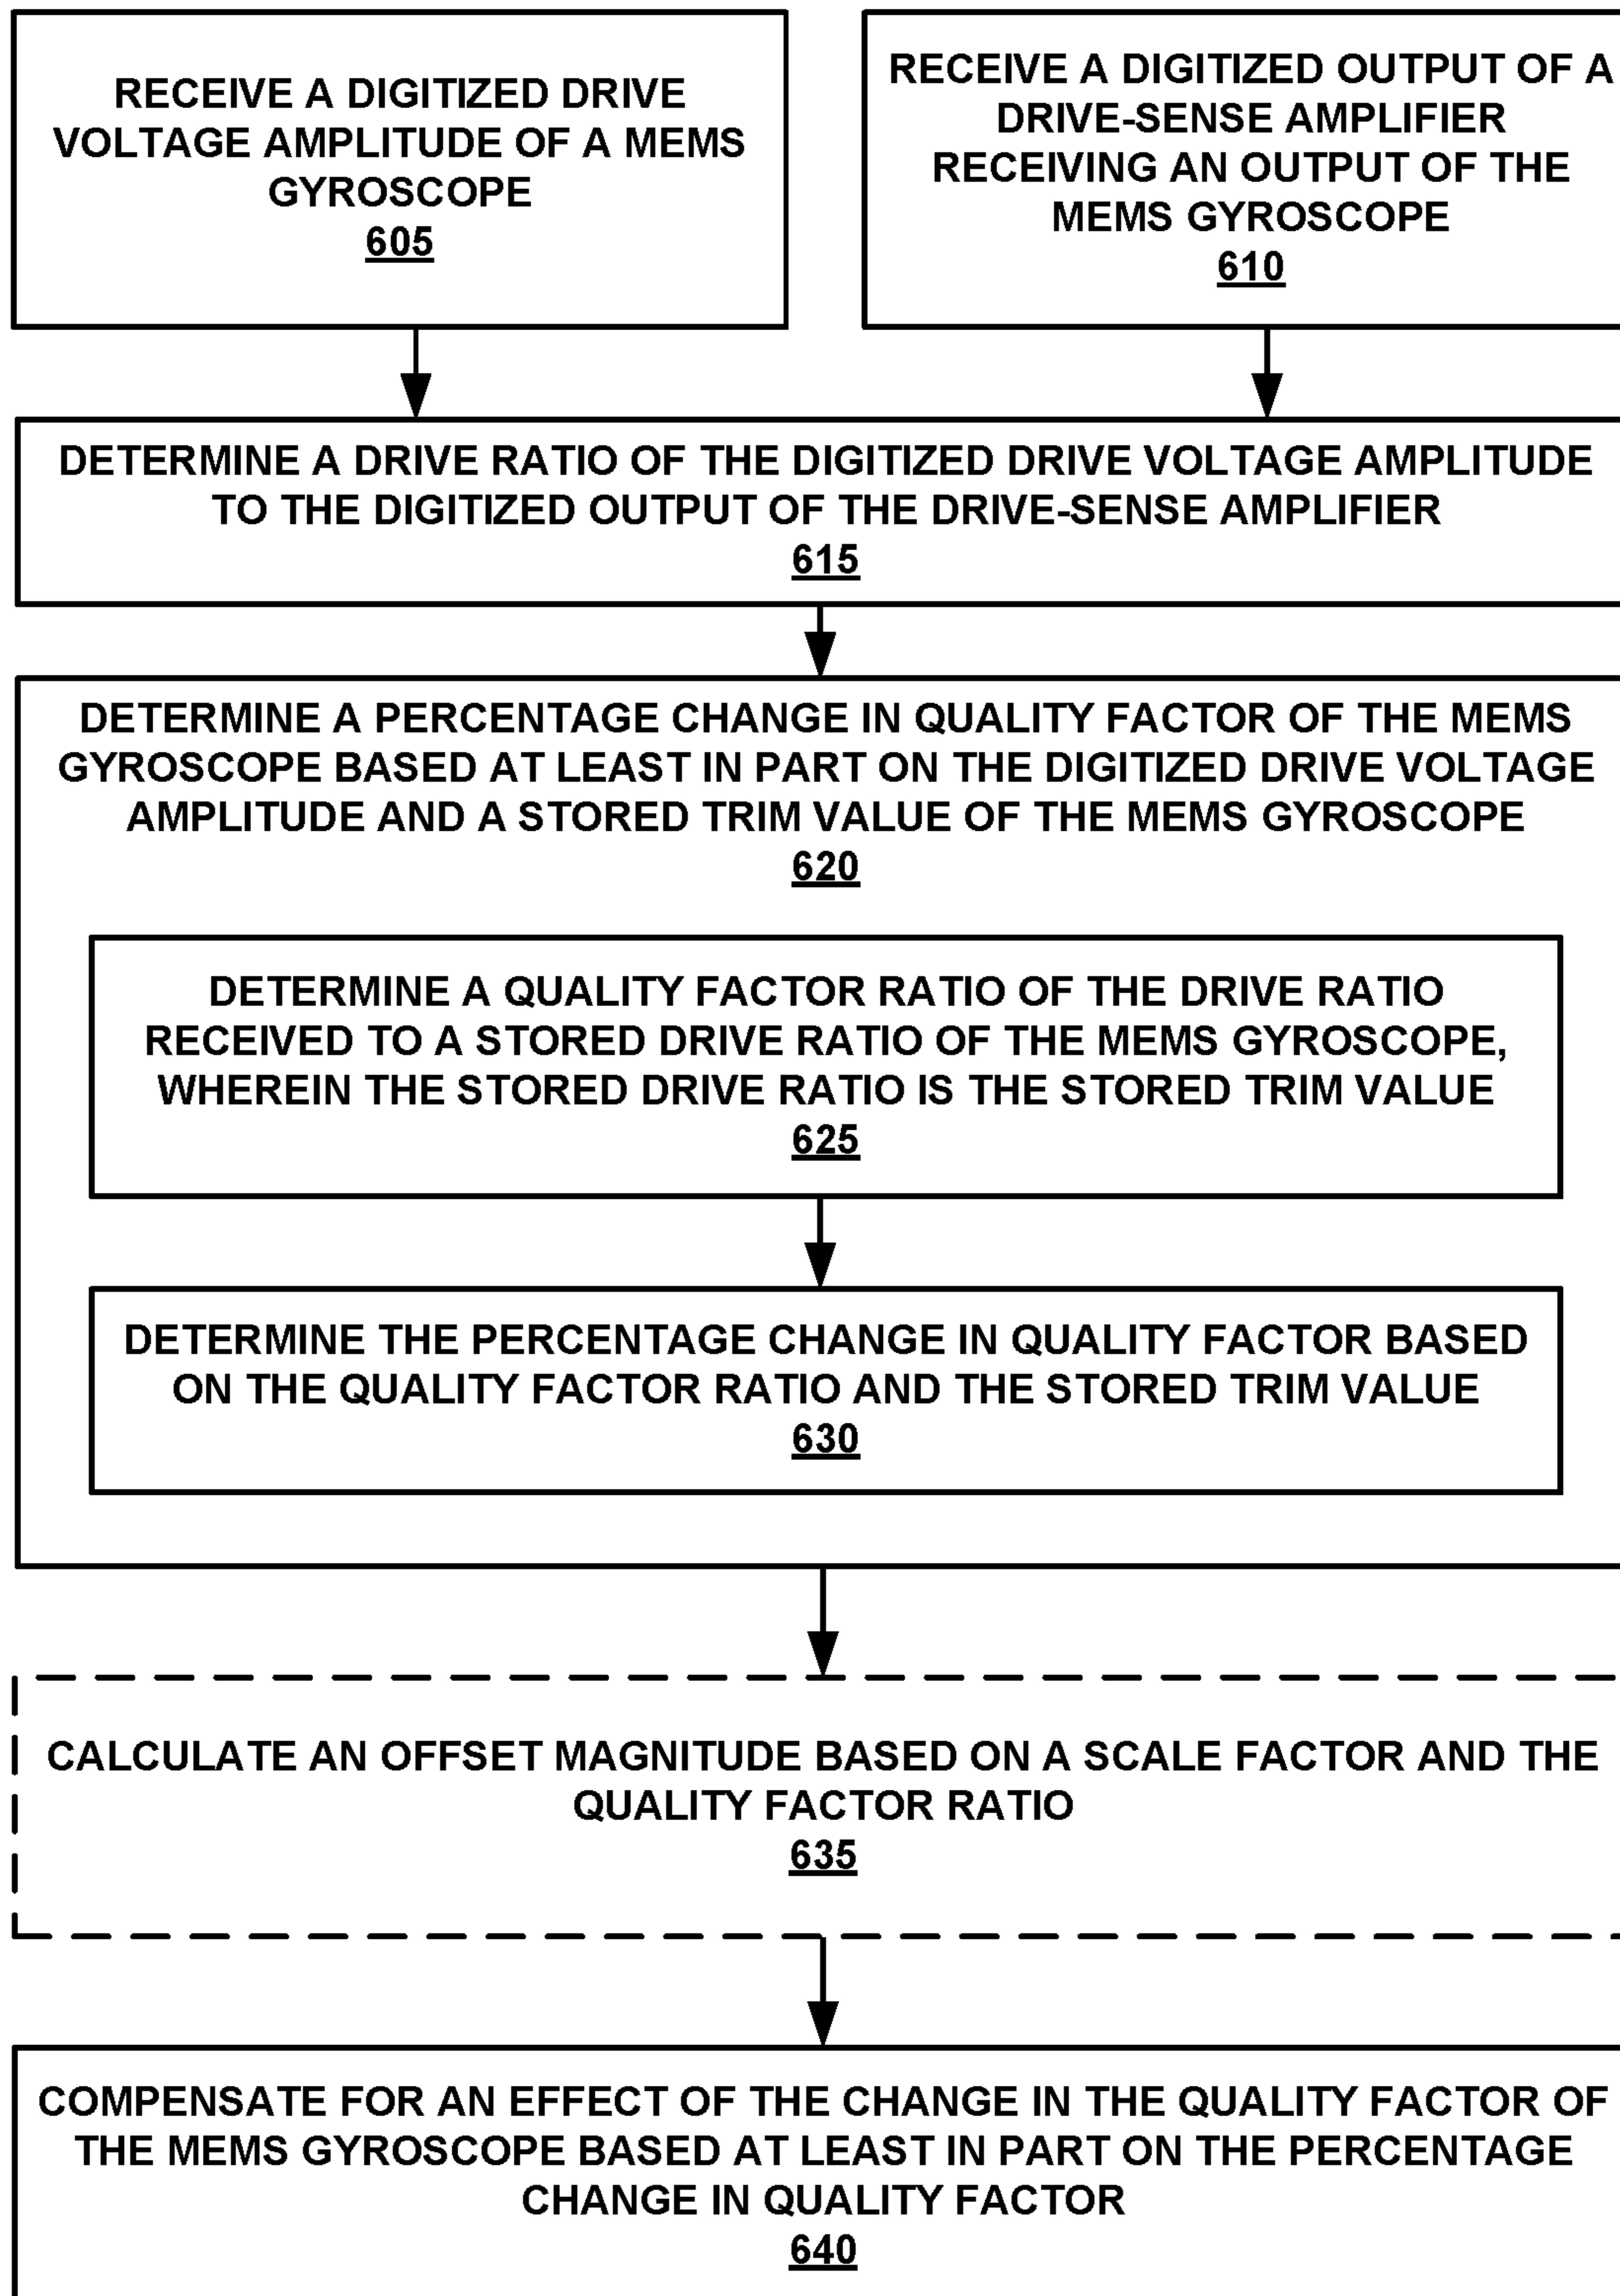 RECEIVE A DIGITIZED DRIVE
VOLTAGE AMPLITUDE OF A MEMS
GYROSCOPE
605
RECEIVE A DIGITIZED OUTPUT OF A
DRIVE-SENSE AMPLIFIER
RECEIVING AN OUTPUT OF THE
MEMS GYROSCOPE
610
DETERMINE A DRIVE RATIO OF THE DIGITIZED DRIVE VOLTAGE AMPLITUDE
TO THE DIGITIZED OUTPUT OF THE DRIVE-SENSE AMPLIFIER
615
DETERMINE A PERCENTAGE CHANGE IN QUALITY FACTOR OF THE MEMS
GYROSCOPE BASED AT LEAST IN PART ON THE DIGITIZED DRIVE VOLTAGE
AMPLITUDE AND A STORED TRIM VALUE OF THE MEMS GYROSCOPE
620
DETERMINE A QUALITY FACTOR RATIO OF THE DRIVE RATIO
RECEIVED TO A STORED DRIVE RATIO OF THE MEMS GYROSCOPE,
WHEREIN THE STORED DRIVE RATIO IS THE STORED TRIM VALUE
625
DETERMINE THE PERCENTAGE CHANGE IN QUALITY FACTOR BASED
ON THE QUALITY FACTOR RATIO AND THE STORED TRIM VALUE
630
CALCULATE AN OFFSET MAGNITUDE BASED ON A SCALE FACTOR AND THE
QUALITY FACTOR RATIO
635
COMPENSATE FOR AN EFFECT OF THE CHANGE IN THE QUALITY FACTOR OF
THE MEMS GYROSCOPE BASED AT LEAST IN PART ON THE PERCENTAGE
CHANGE IN QUALITY FACTOR
640